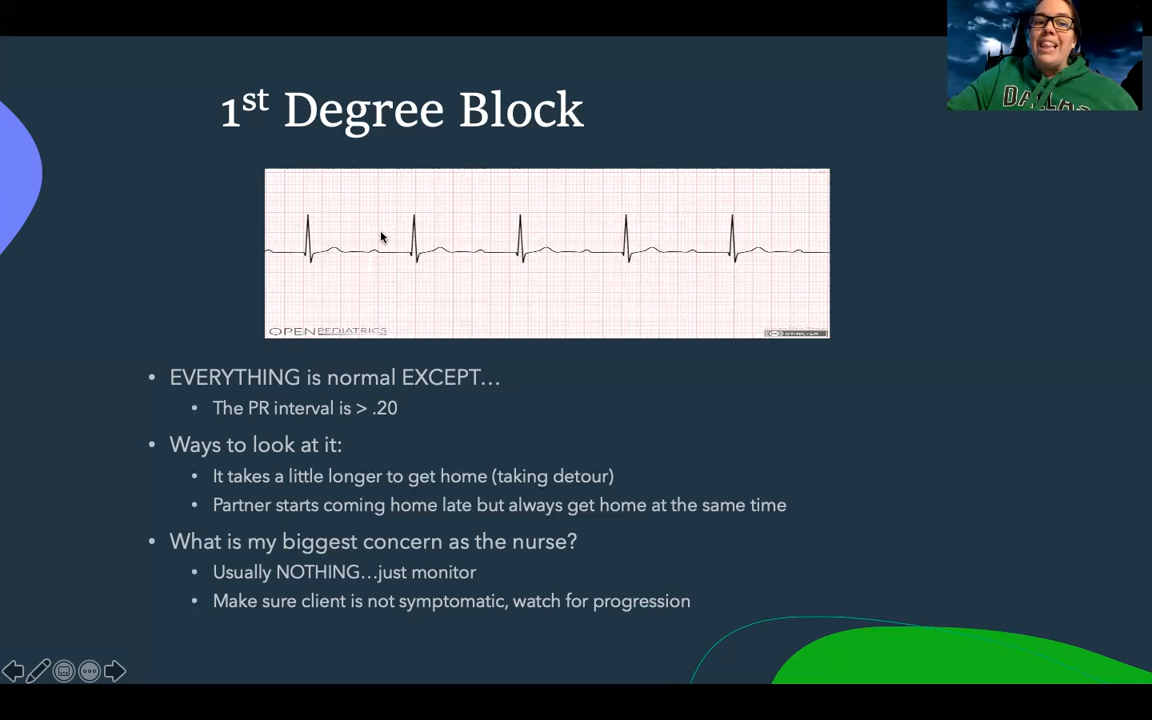 1st Degree Block
DALLAS
OPENPEDIATRICS
• EVERYTHING is normal EXCEPT…
• The PR interval is > .20
• Ways to look at it:
• It takes a little longer to get home (taking detour)
• Partner starts coming home late but always get home at the same time
• What is my biggest concern as the nurse?
• Usually NOTHING…just monitor
• Make sure client is not symptomatic, watch for progression